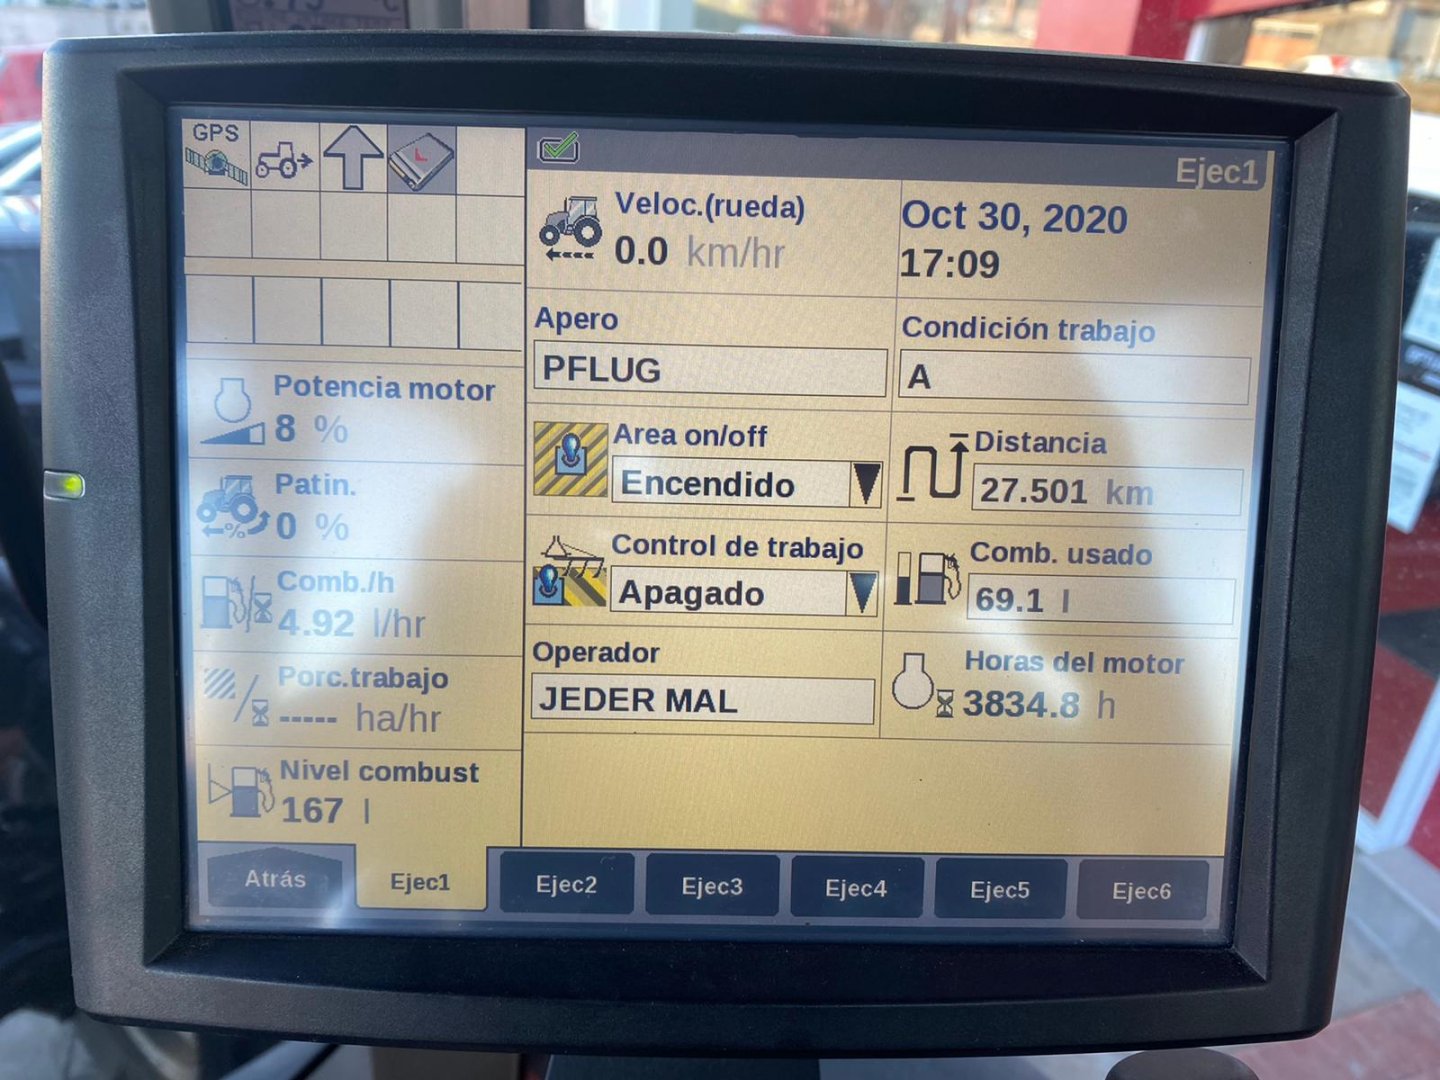 GPS
Ejec1
Veloc.(rueda)
0.0 km/hr
Oct 30, 2020
17:09
Apero
PFLUG
Condición trabajo
A
Potencia motor
8 %
Area on/off
Encendido
Distancia
27.501 km
Patin.
0 %
Control de trabajo
Apagado
Comb. usado
69.1 l
Comb./h
4.92 l/hr
Operador
JEDER MAL
Horas del motor
3834.8 h
Porc.trabajo
----- ha/hr
Nivel combust
167 l
Atrás
Ejec1
Ejec2
Ejec3
Ejec4
Ejec5
Ejec6